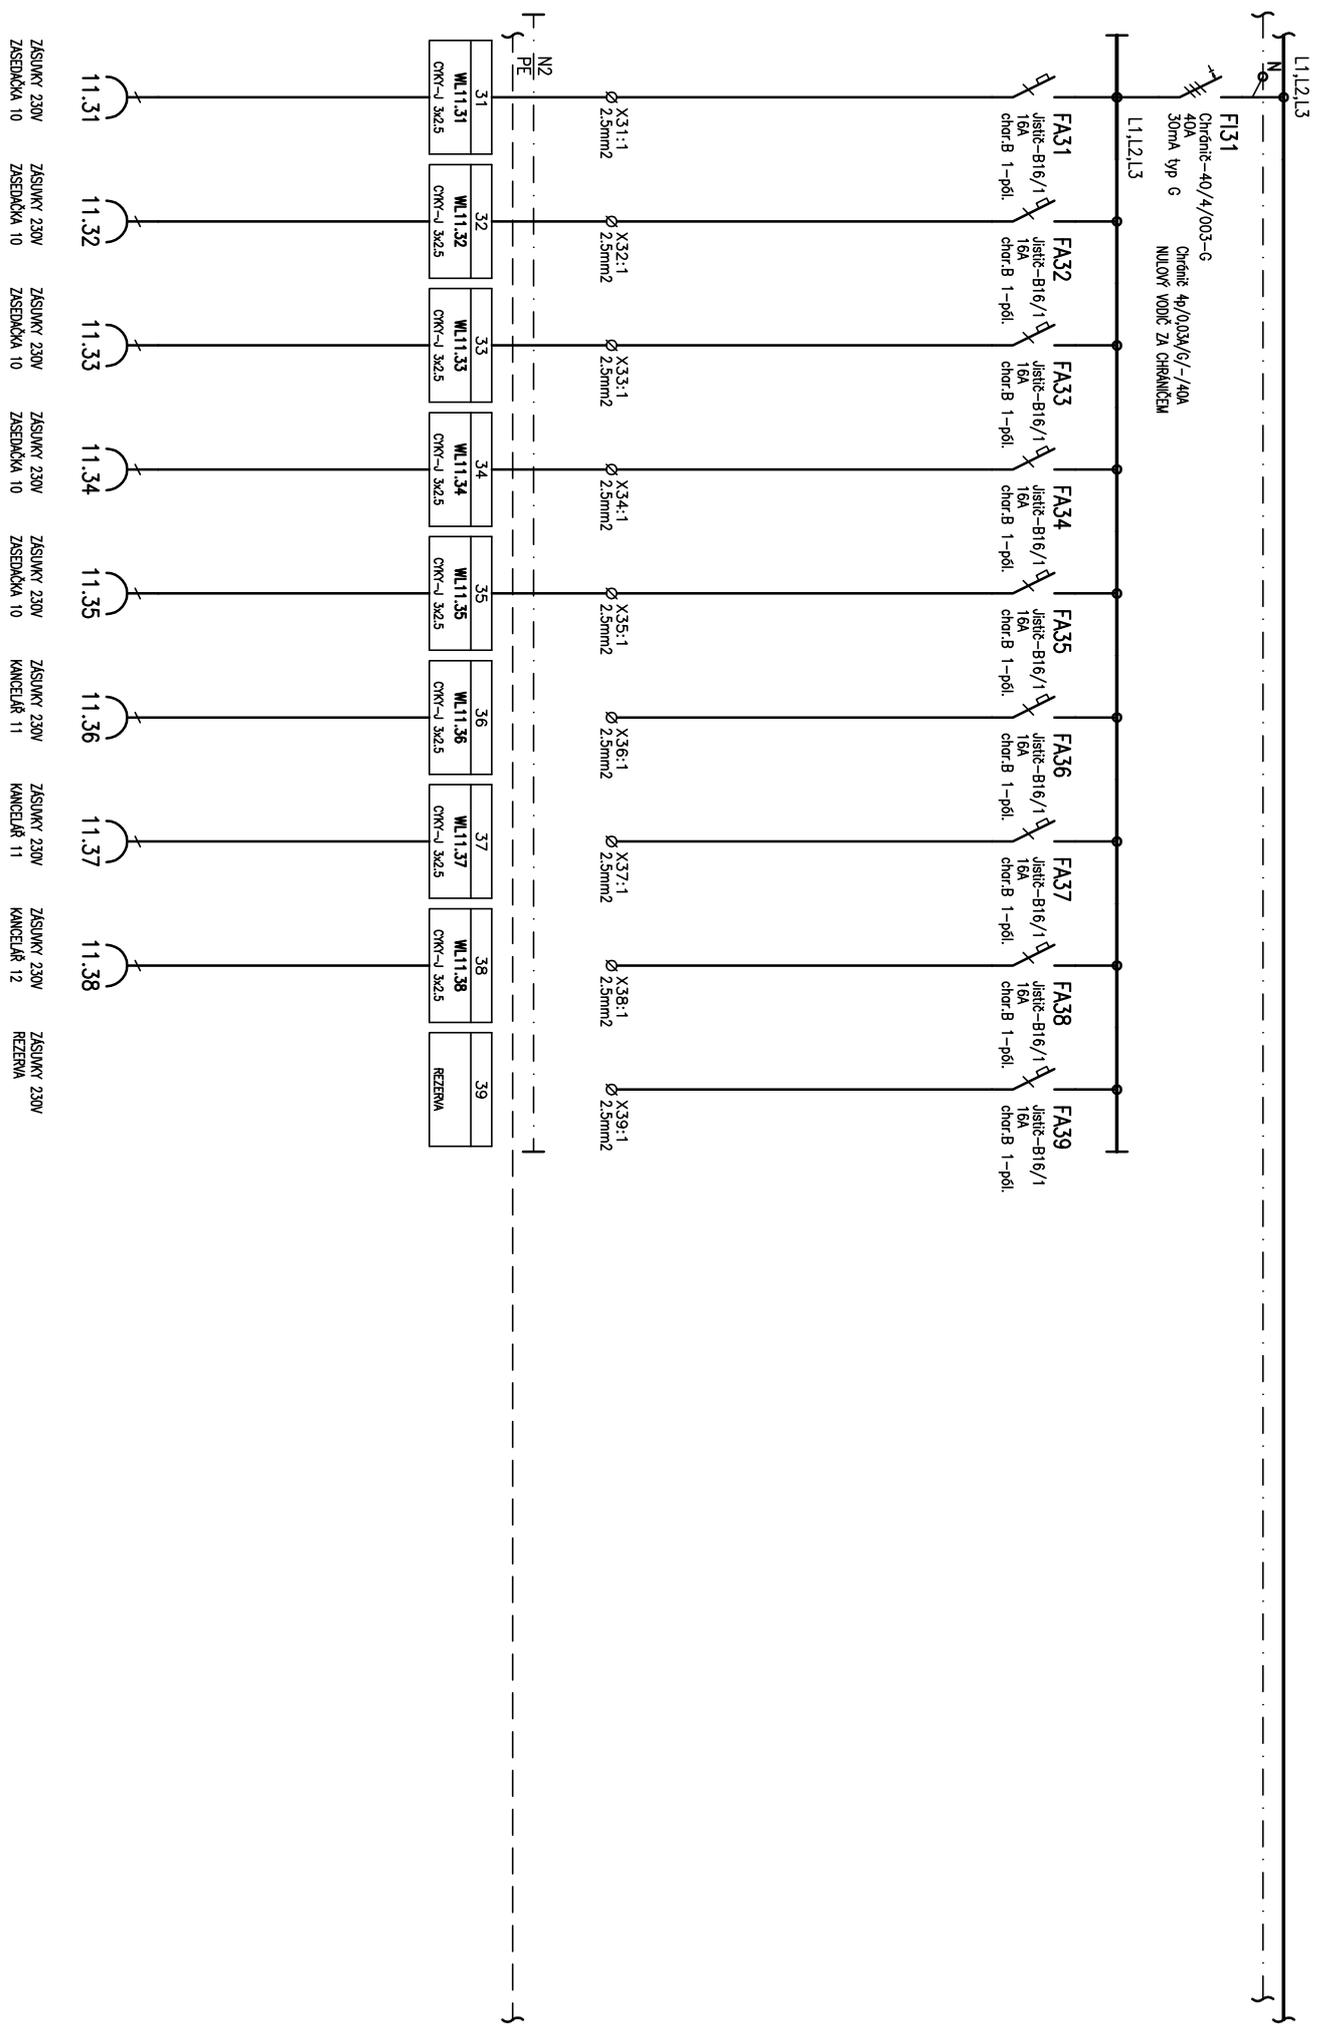 L1,L2,L3
N
FI31
Chránič-40/4/003-G
40A
30mA typ G
Chránič 4p/0,03A/G/-/40A
NULOVÝ VODIČ ZA CHRÁNIČEM
L1,L2,L3
FA31
Jistič-B16/1
16A
char.B 1-pól.
FA32
Jistič-B16/1
16A
char.B 1-pól.
FA33
Jistič-B16/1
16A
char.B 1-pól.
FA34
Jistič-B16/1
16A
char.B 1-pól.
FA35
Jistič-B16/1
16A
char.B 1-pól.
FA36
Jistič-B16/1
16A
char.B 1-pól.
FA37
Jistič-B16/1
16A
char.B 1-pól.
FA38
Jistič-B16/1
16A
char.B 1-pól.
FA39
Jistič-B16/1
16A
char.B 1-pól.
X31:1
2.5mm2
X32:1
2.5mm2
X33:1
2.5mm2
X34:1
2.5mm2
X35:1
2.5mm2
X36:1
2.5mm2
X37:1
2.5mm2
X38:1
2.5mm2
X39:1
2.5mm2
N2
PE
31
WL11.31
CYKY-J 3x2.5
32
WL11.32
CYKY-J 3x2.5
33
WL11.33
CYKY-J 3x2.5
34
WL11.34
CYKY-J 3x2.5
35
WL11.35
CYKY-J 3x2.5
36
WL11.36
CYKY-J 3x2.5
37
WL11.37
CYKY-J 3x2.5
38
WL11.38
CYKY-J 3x2.5
39
REZERVA
11.31
11.32
11.33
11.34
11.35
11.36
11.37
11.38
ZÁSUVKY 230V
ZASEDAČKA 10
ZÁSUVKY 230V
ZASEDAČKA 10
ZÁSUVKY 230V
ZASEDAČKA 10
ZÁSUVKY 230V
ZASEDAČKA 10
ZÁSUVKY 230V
ZASEDAČKA 10
ZÁSUVKY 230V
KANCELÁŘ 11
ZÁSUVKY 230V
KANCELÁŘ 11
ZÁSUVKY 230V
KANCELÁŘ 12
ZÁSUVKY 230V
REZERVA